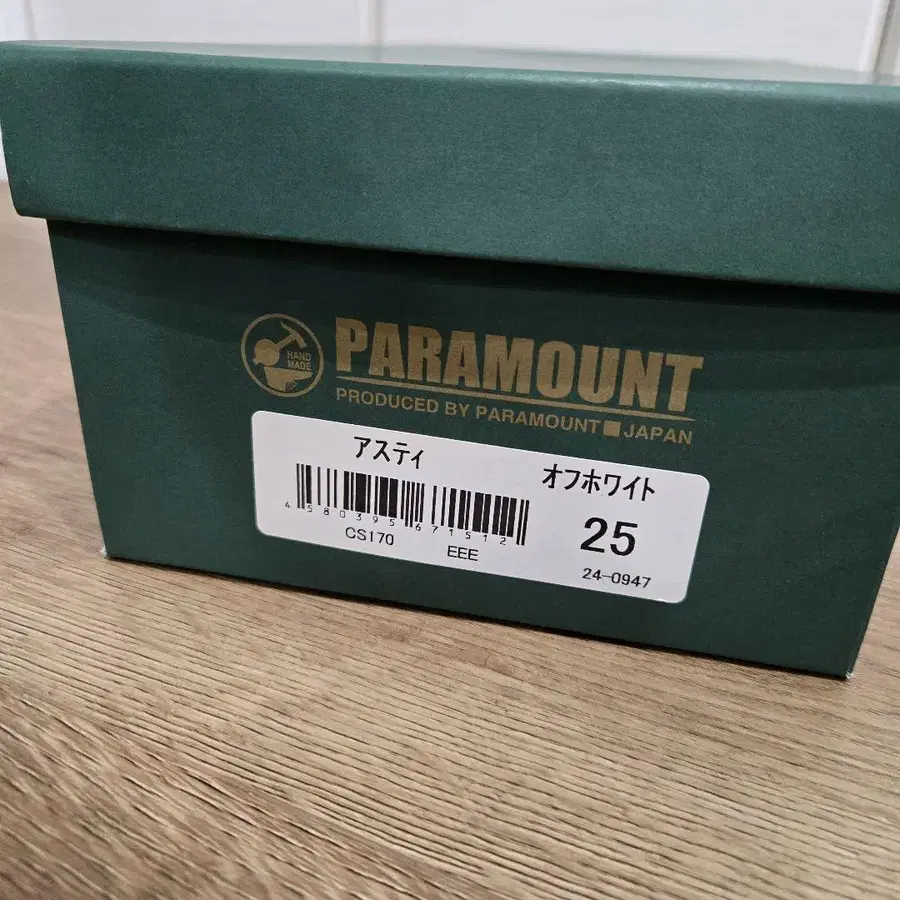 HAND
MADE
PARAMOUNT
PRODUCED BY PARAMOUNT■JAPAN
アスティ オフホワイト
4580395671512
25
CS170 EEE
24-0947